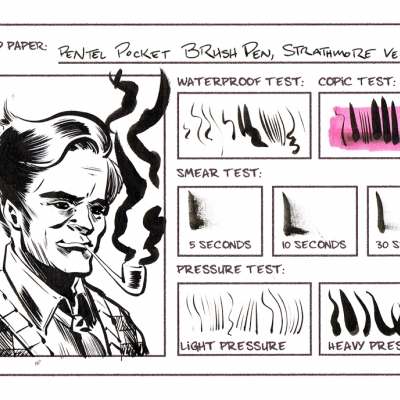 PAPER: PENTEL POCKET BRUSH PEN, STRATHMORE VE
WATERPROOF TEST: COPIC TEST:
SMEAR TEST:
5 SECONDS 10 SECONDS 30 S
PRESSURE TEST:
LIGHT PRESSURE HEAVY PRES